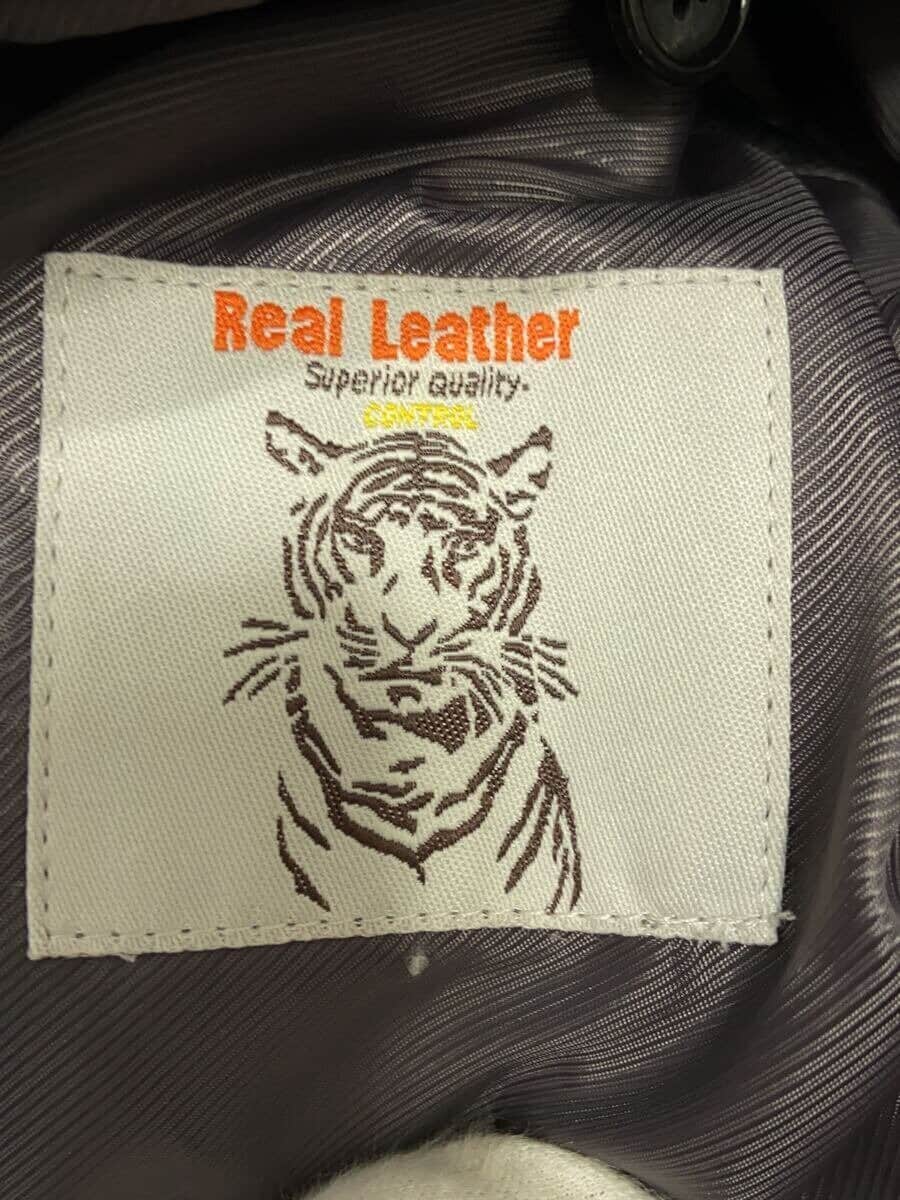 Real Leather
Superior Quality-
CONTROL